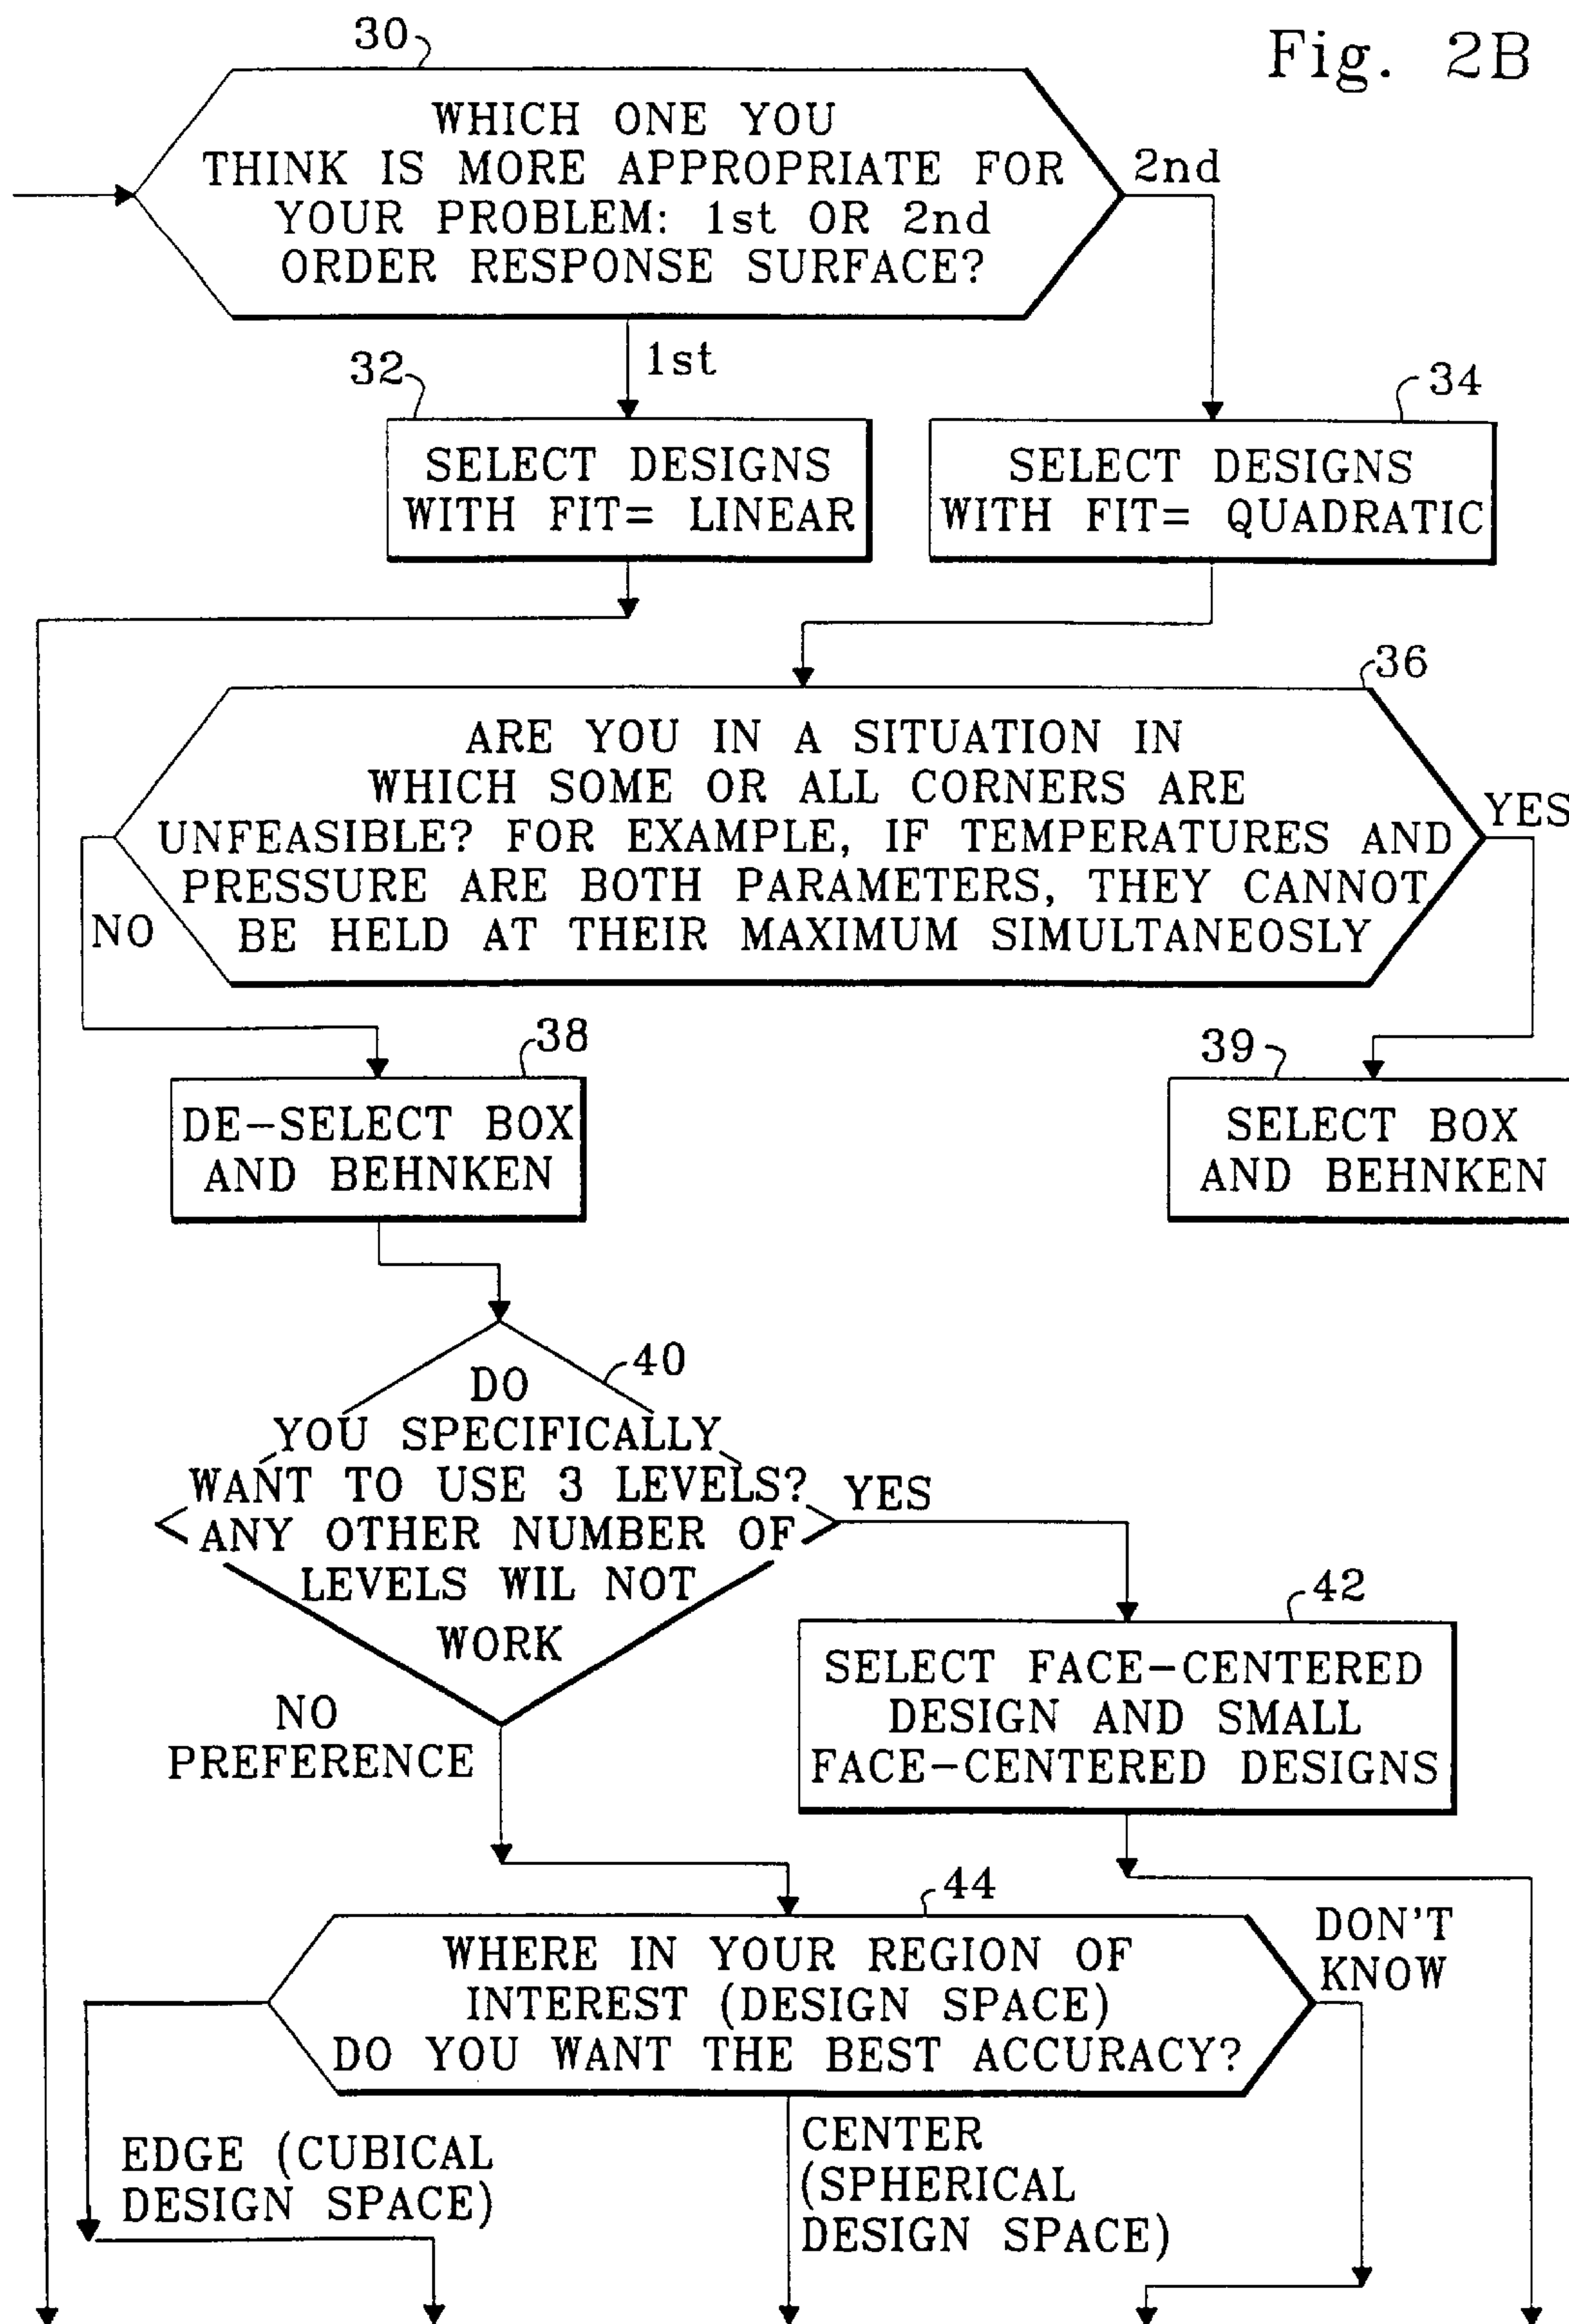 Fig. 2B
30
WHICH ONE YOU
THINK IS MORE APPROPRIATE FOR
YOUR PROBLEM: 1st OR 2nd
ORDER RESPONSE SURFACE?
2nd
1st
32
SELECT DESIGNS
WITH FIT= LINEAR
34
SELECT DESIGNS
WITH FIT= QUADRATIC
36
ARE YOU IN A SITUATION IN
WHICH SOME OR ALL CORNERS ARE
UNFEASIBLE? FOR EXAMPLE, IF TEMPERATURES AND
PRESSURE ARE BOTH PARAMETERS, THEY CANNOT
BE HELD AT THEIR MAXIMUM SIMULTANEOSLY
YES
NO
38
DE-SELECT BOX
AND BEHNKEN
39
SELECT BOX
AND BEHNKEN
40
DO
YOU SPECIFICALLY
WANT TO USE 3 LEVELS?
ANY OTHER NUMBER OF
LEVELS WIL NOT
WORK
YES
NO
PREFERENCE
42
SELECT FACE-CENTERED
DESIGN AND SMALL
FACE-CENTERED DESIGNS
44
WHERE IN YOUR REGION OF
INTEREST (DESIGN SPACE)
DO YOU WANT THE BEST ACCURACY?
DON'T
KNOW
EDGE (CUBICAL
DESIGN SPACE)
CENTER
(SPHERICAL
DESIGN SPACE)